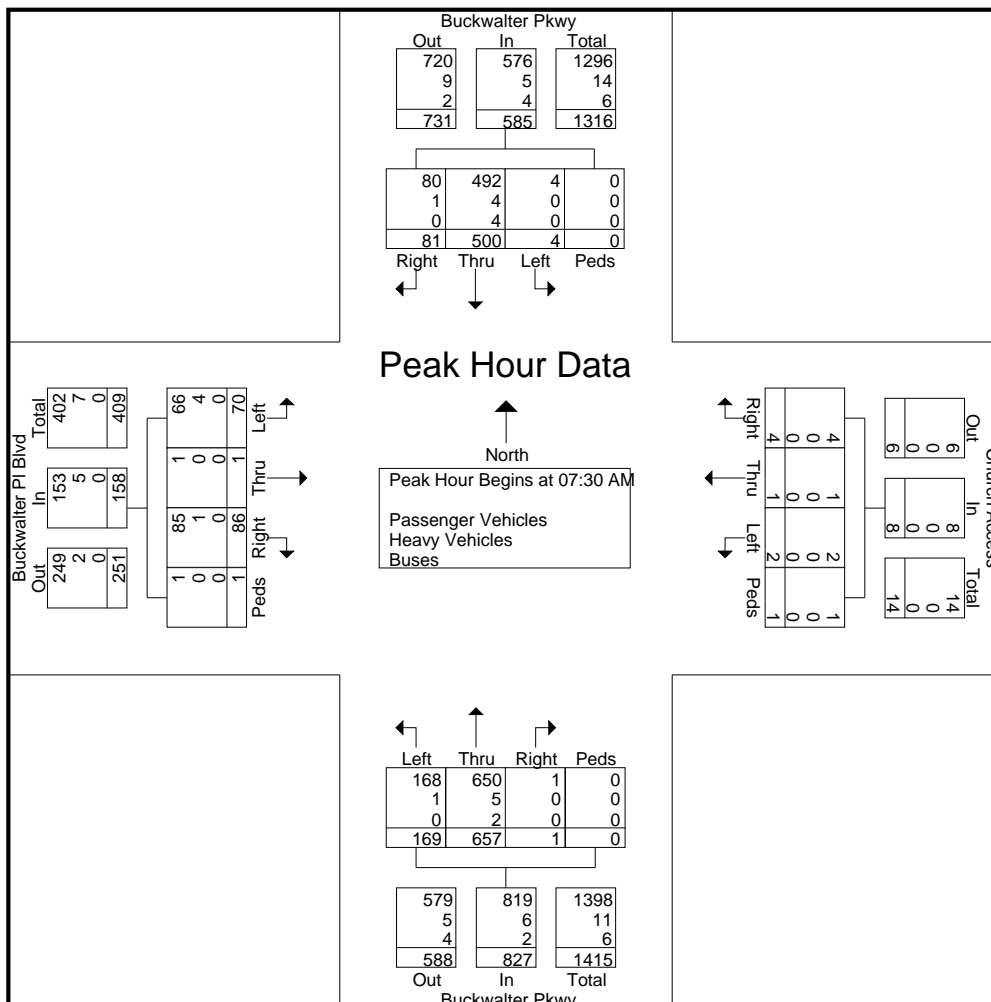 Buckwalter Pkwy
Out In Total
720 576 1296
9 5 14
2 4 6
731 585 1316
80 492 4 0
1 4 0 0
0 4 0 0
81 500 4 0
Right Thru Left Peds
Peak Hour Data
North
Peak Hour Begins at 07:30 AM
Passenger Vehicles
Heavy Vehicles
Buses
Buckwalter Pl Blvd
Out In Total
249 153 402
2 5 7
0 0 0
251 158 409
Peds Right Thru Left
1 85 1 66
0 1 0 4
0 0 0 0
1 86 1 70
Church Access
Out In Total
6 8 14
0 0 0
0 0 0
6 8 14
4 1 2 1
0 0 0 0
0 0 0 0
4 1 2 1
Right Thru Left Peds
Left Thru Right Peds
168 650 1 0
1 5 0 0
0 2 0 0
169 657 1 0
579 819 1398
5 6 11
4 2 6
588 827 1415
Out In Total
Buckwalter Pkwy